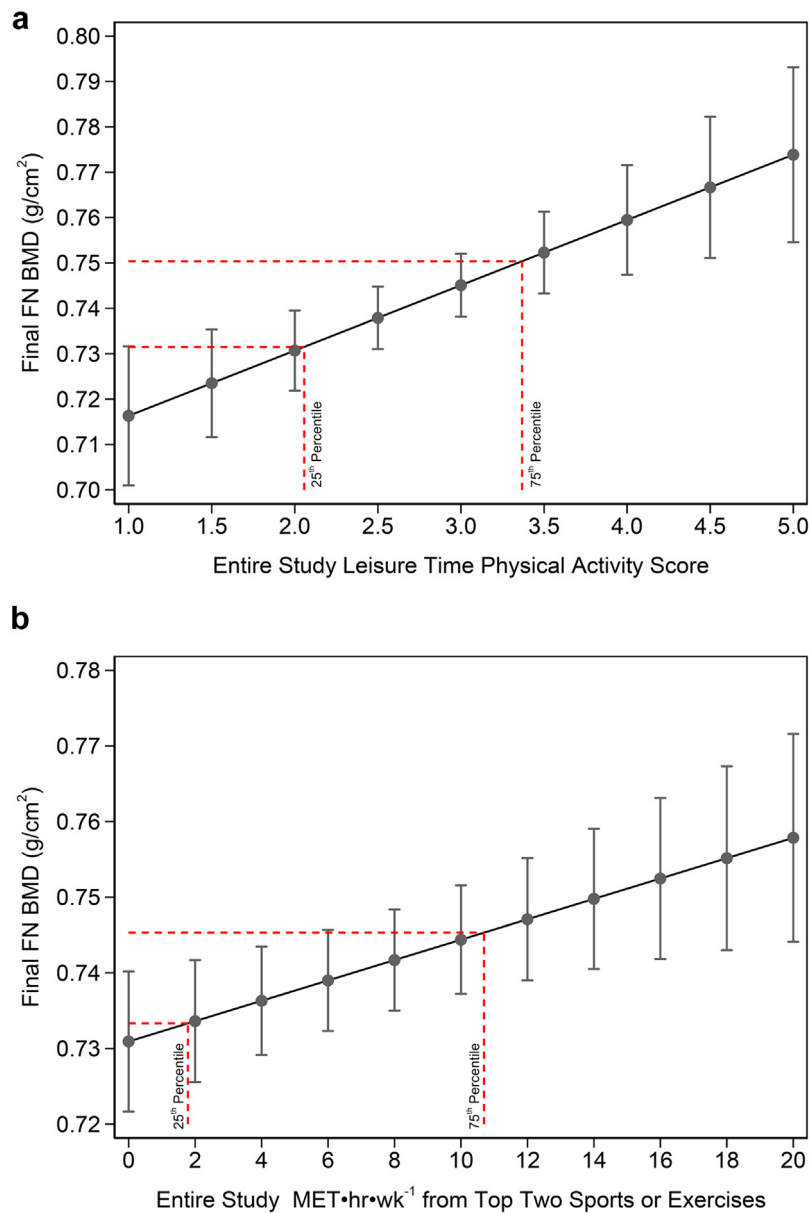 a
Final FN BMD (g/cm²)
0.80
0.79
0.78
0.77
0.76
0.75
0.74
0.73
0.72
0.71
0.70
25th Percentile
75th Percentile
1.0 1.5 2.0 2.5 3.0 3.5 4.0 4.5 5.0
Entire Study Leisure Time Physical Activity Score
b
Final FN BMD (g/cm²)
0.78
0.77
0.76
0.75
0.74
0.73
0.72
25th Percentile
75th Percentile
0 2 4 6 8 10 12 14 16 18 20
Entire Study MET•hr•wk⁻¹ from Top Two Sports or Exercises